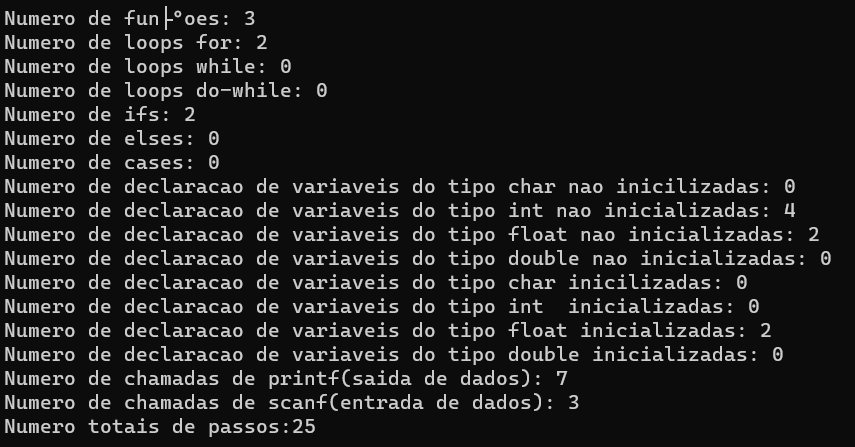 Numero de fun├ºoes: 3
Numero de loops for: 2
Numero de loops while: 0
Numero de loops do-while: 0
Numero de ifs: 2
Numero de elses: 0
Numero de cases: 0
Numero de declaracao de variaveis do tipo char nao inicilizadas: 0
Numero de declaracao de variaveis do tipo int nao inicializadas: 4
Numero de declaracao de variaveis do tipo float nao inicializadas: 2
Numero de declaracao de variaveis do tipo double nao inicializadas: 0
Numero de declaracao de variaveis do tipo char inicilizadas: 0
Numero de declaracao de variaveis do tipo int  inicializadas: 0
Numero de declaracao de variaveis do tipo float inicializadas: 2
Numero de declaracao de variaveis do tipo double inicializadas: 0
Numero de chamadas de printf(saida de dados): 7
Numero de chamadas de scanf(entrada de dados): 3
Numero totais de passos:25